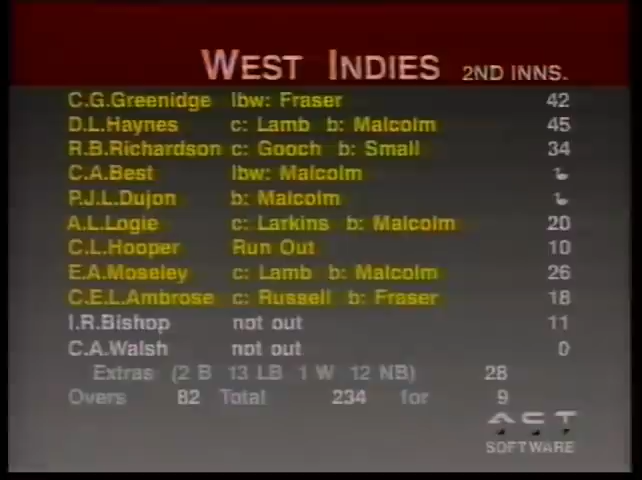 WEST INDIES 2ND INNS.
C.G.Greenidge lbw: Fraser 42
D.L.Haynes c: Lamb b: Malcolm 45
R.B.Richardson c: Gooch b: Small 34
C.A.Best lbw: Malcolm
P.J.L.Dujon b: Malcolm
A.L.Logie c: Larkins b: Malcolm 20
C.L.Hooper Run Out 10
E.A.Moseley c: Lamb b: Malcolm 26
C.E.L.Ambrose c: Russell b: Fraser 18
I.R.Bishop not out 11
C.A.Walsh not out 0
Extras (2 B 13 LB 1 W 12 NB) 28
Overs 82 Total 234 for 9
ACT
SOFTWARE